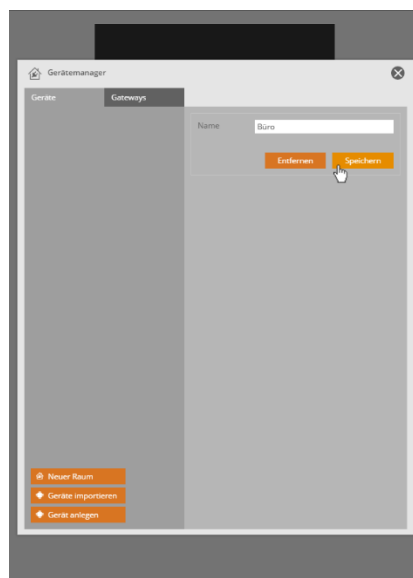 Gerätemanager
Geräte
Gateways
Name
Büro
Entfernen
Speichern
Neuer Raum
Geräte importieren
Gerät anlegen